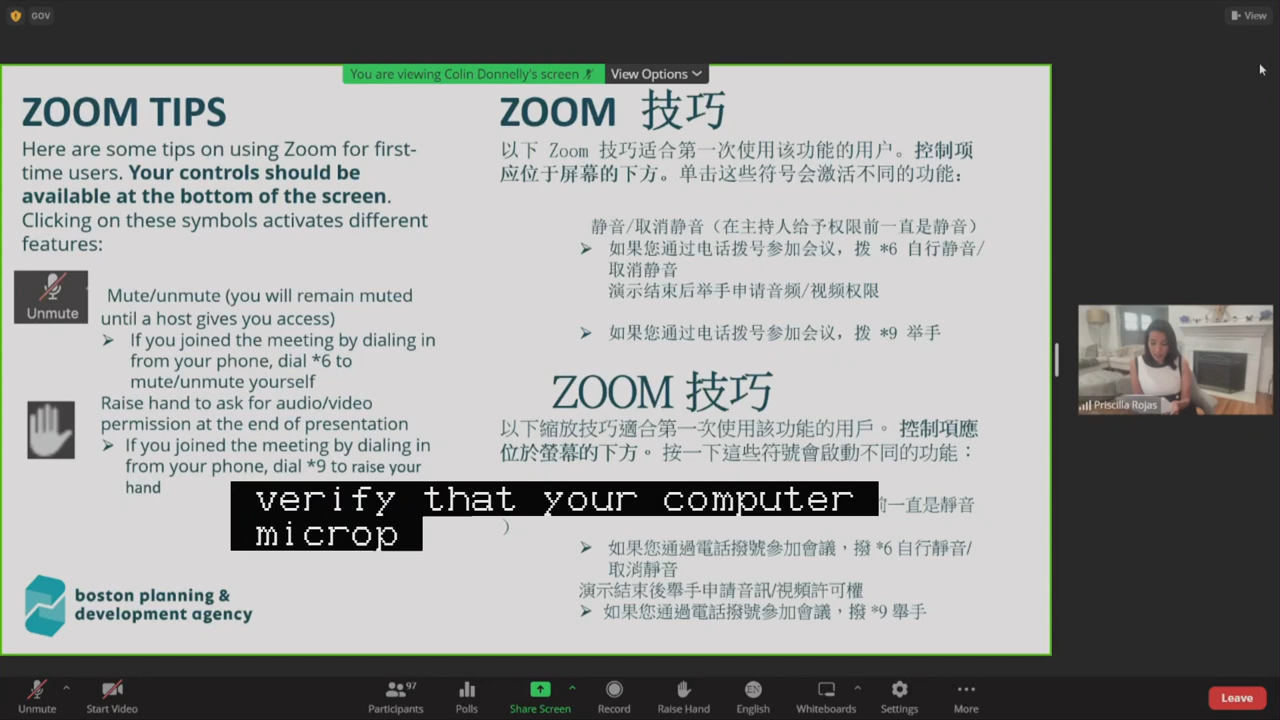 GOV
View
You are viewing Colin Donnelly's screen
View Options
ZOOM TIPS
Here are some tips on using Zoom for first-
time users. Your controls should be
available at the bottom of the screen.
Clicking on these symbols activates different
features:
Unmute
Mute/unmute (you will remain muted
until a host gives you access)
If you joined the meeting by dialing in
from your phone, dial *6 to
mute/unmute yourself
Raise hand to ask for audio/video
permission at the end of presentation
If you joined the meeting by dialing in
from your phone, dial *9 to raise your
hand
boston planning &
development agency
ZOOM 技巧
以下 Zoom 技巧适合第一次使用该功能的用户。控制项
应位于屏幕的下方。单击这些符号会激活不同的功能：
静音/取消静音（在主持人给予权限前一直是静音）
如果您通过电话拨号参加会议，拨 *6 自行静音/
取消静音
演示结束后举手申请音频/视频权限
如果您通过电话拨号参加会议，拨 *9 举手
ZOOM 技巧
以下縮放技巧適合第一次使用該功能的用戶。 控制項應
位於螢幕的下方。 按一下這些符號會啟動不同的功能：
前一直是靜音
）
如果您通過電話撥號參加會議，撥 *6 自行靜音/
取消靜音
演示結束後舉手申請音訊/視頻許可權
如果您通過電話撥號參加會議，撥 *9 舉手
verify that your computer
microp
Priscilla Rojas
Unmute
Start Video
97
Participants
Polls
Share Screen
Record
Raise Hand
EN
English
Whiteboards
Settings
More
Leave